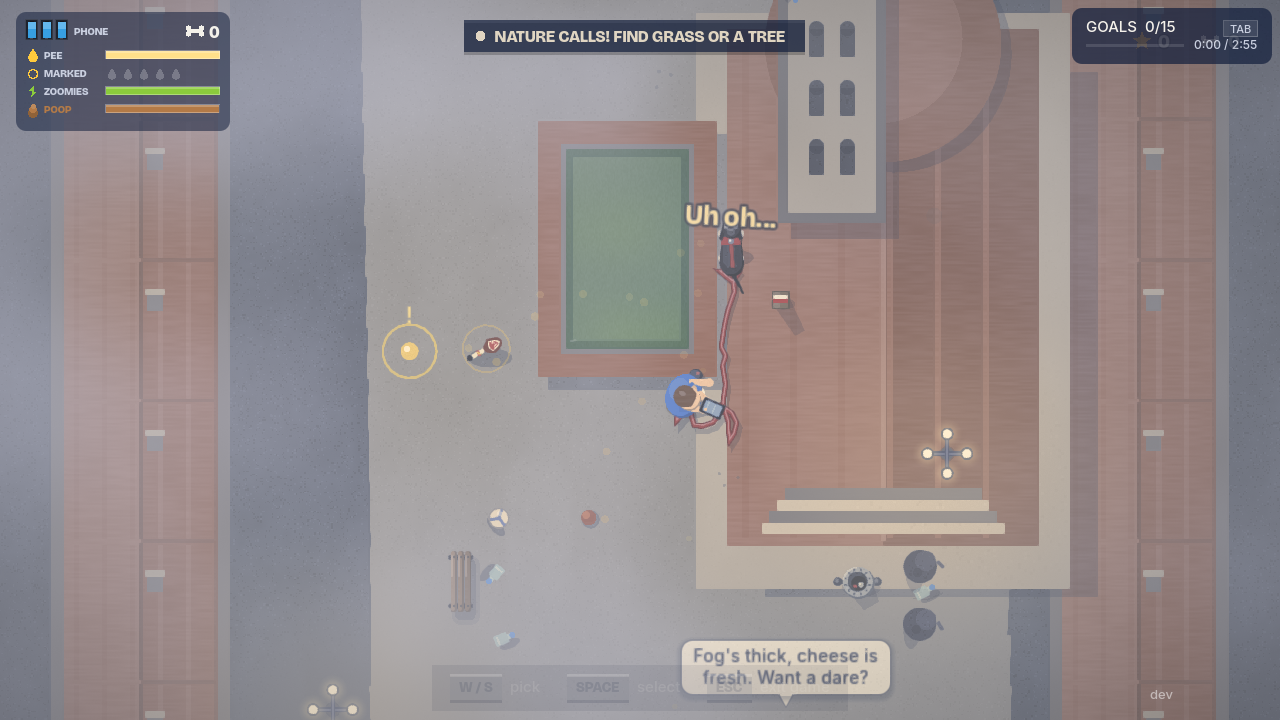 PHONE
0
PEE
MARKED
ZOOMIES
POOP
NATURE CALLS! FIND GRASS OR A TREE
GOALS 0/15
TAB
0:00 / 2:55
Uh oh...
Fog's thick, cheese is
fresh. Want a dare?
W / S pick
SPACE select
ESC
dev